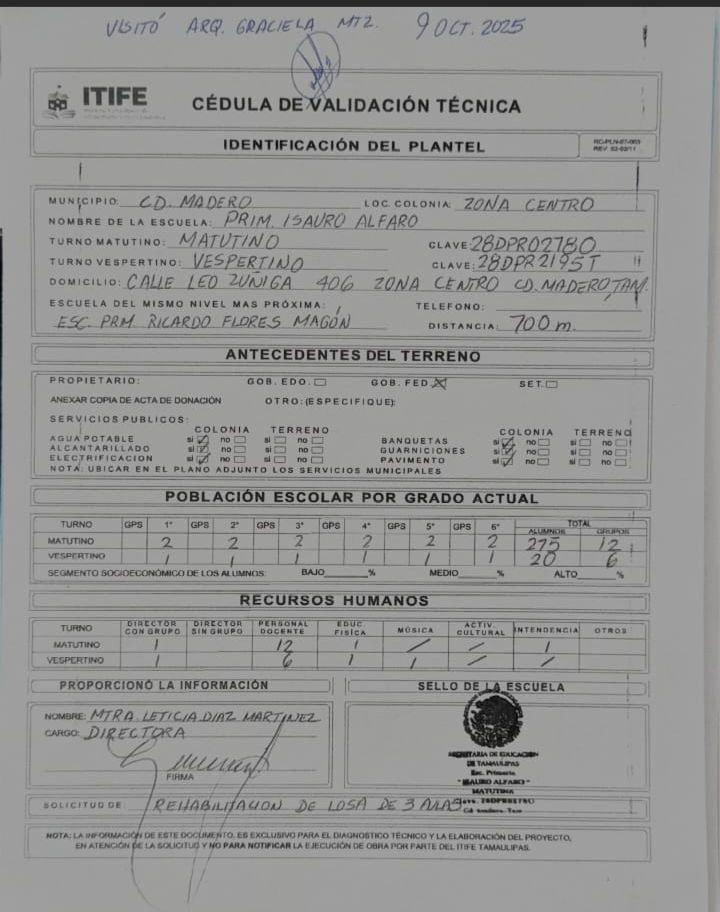 VISITÓ ARQ. GRACIELA MTZ. 9 OCT. 2025
ITIFE
CÉDULA DE VALIDACIÓN TÉCNICA
IDENTIFICACIÓN DEL PLANTEL
REV 02-02/11
MUNICIPIO: CD. MADERO LOC. COLONIA: ZONA CENTRO
NOMBRE DE LA ESCUELA: PRIM. ISAURO ALFARO
TURNO MATUTINO: MATUTINO CLAVE: 28DPR0278O
TURNO VESPERTINO: VESPERTINO CLAVE: 28DPR2195T
DOMICILIO: CALLE LEO ZUÑIGA 406 ZONA CENTRO CD. MADERO, TAM.
ESCUELA DEL MISMO NIVEL MAS PRÓXIMA: TELEFONO:
ESC. PRM. RICARDO FLORES MAGÓN DISTANCIA: 700 m.
ANTECEDENTES DEL TERRENO
PROPIETARIO: GOB. EDO. GOB. FED. SET.
ANEXAR COPIA DE ACTA DE DONACIÓN OTRO: (ESPECIFIQUE):
SERVICIOS PUBLICOS:
COLONIA TERRENO COLONIA TERRENO
AGUA POTABLE si no si no BANQUETAS si no si no
ALCANTARILLADO si no si no GUARNICIONES si no si no
ELECTRIFICACION si no si no PAVIMENTO si no si no
NOTA: UBICAR EN EL PLANO ADJUNTO LOS SERVICIOS MUNICIPALES
POBLACIÓN ESCOLAR POR GRADO ACTUAL
TURNO GPS 1° GPS 2° GPS 3° GPS 4° GPS 5° GPS 6° TOTAL
ALUMNOS GRUPOS
MATUTINO 2 2 2 2 2 2 275 12
VESPERTINO 1 1 1 1 1 1 20 6
SEGMENTO SOCIOECONÓMICO DE LOS ALUMNOS: BAJO % MEDIO % ALTO %
RECURSOS HUMANOS
TURNO DIRECTOR CON GRUPO DIRECTOR SIN GRUPO PERSONAL DOCENTE EDUC. FISÍCA MÚSICA ACTIV. CULTURAL INTENDENCIA OTROS
MATUTINO 1 12 1 / / 1
VESPERTINO 1 6 1 1 / /
PROPORCIONÓ LA INFORMACIÓN
NOMBRE: MTRA. LETICIA DIAZ MARTINEZ
CARGO: DIRECTORA
FIRMA
SELLO DE LA ESCUELA
SECRETARIA DE EDUCACION
DE TAMAULIPAS
Esc. Primaria
"ISAURO ALFARO"
MATUTINA
SOLICITUD DE: REHABILITACION DE LOSA DE 3 AULAS
NOTA: LA INFORMACIÓN DE ESTE DOCUMENTO, ES EXCLUSIVO PARA EL DIAGNOSTICO TÉCNICO Y LA ELABORACIÓN DEL PROYECTO,
EN ATENCIÓN DE LA SOLICITUD Y NO PARA NOTIFICAR LA EJECUCIÓN DE OBRA POR PARTE DEL ITIFE TAMAULIPAS.